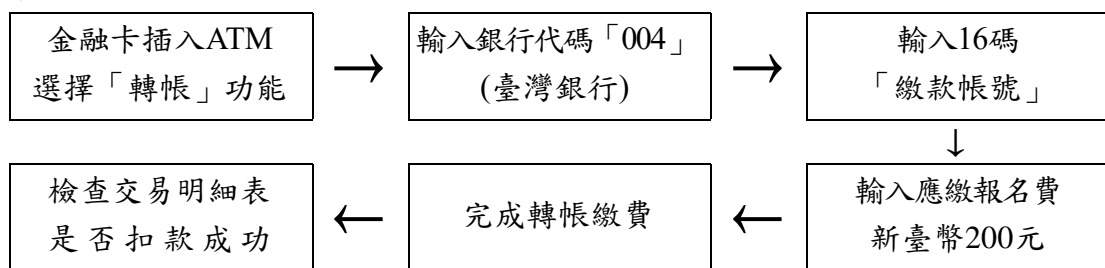 金融卡插入ATM
選擇「轉帳」功能
→
輸入銀行代碼「004」
(臺灣銀行)
→
輸入16碼
「繳款帳號」
↓
輸入應繳報名費
新臺幣200元
←
完成轉帳繳費
←
檢查交易明細表
是否扣款成功